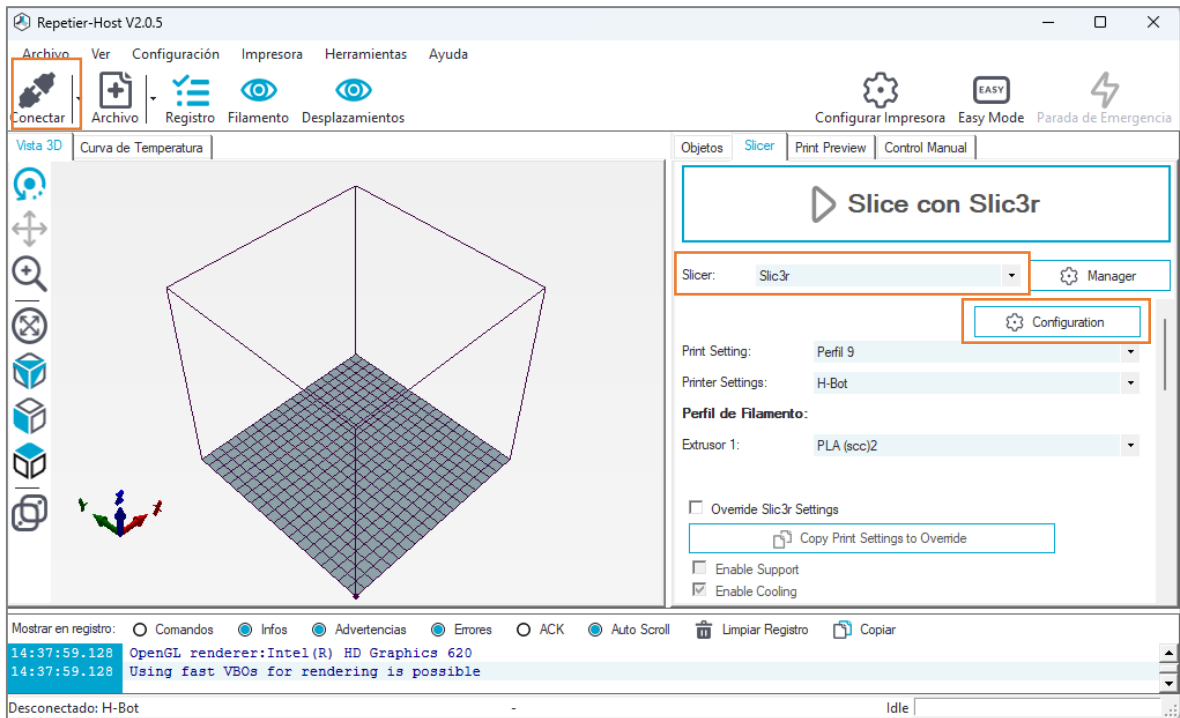 Repetier-Host V2.0.5
Archivo Ver Configuración Impresora Herramientas Ayuda
EASY
Conectar Archivo Registro Filamento Desplazamientos Configurar Impresora Easy Mode Parada de Emergencia
Vista 3D Curva de Temperatura
Objetos Slicer Print Preview Control Manual
Slice con Slic3r
Slicer: Slic3r Manager
Configuration
Print Setting: Perfil 9
Printer Settings: H-Bot
Perfil de Filamento:
Extrusor 1: PLA (scc)2
Override Slic3r Settings
Copy Print Settings to Override
Enable Support
Enable Cooling
Mostrar en registro: Comandos Infos Advertencias Errores ACK Auto Scroll Limpiar Registro Copiar
14:37:59.128 OpenGL renderer:Intel(R) HD Graphics 620
14:37:59.128 Using fast VBOs for rendering is possible
Desconectado: H-Bot - Idle